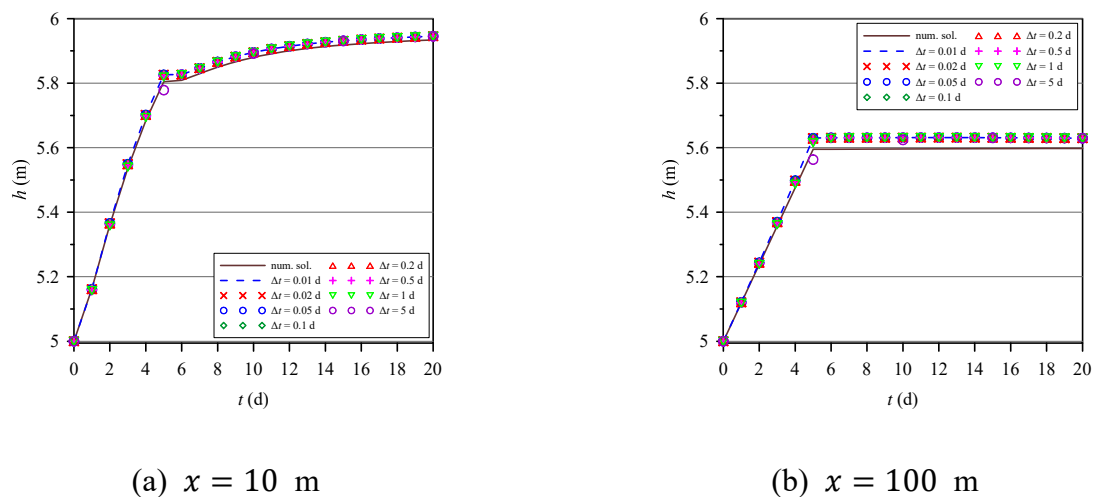 6
5.8
5.6
5.4
5.2
5
h (m)
0 2 4 6 8 10 12 14 16 18 20
t (d)
num. sol.
Δt = 0.01 d
Δt = 0.02 d
Δt = 0.05 d
Δt = 0.1 d
Δt = 0.2 d
Δt = 0.5 d
Δt = 1 d
Δt = 5 d
(a) x = 10 m
6
5.8
5.6
5.4
5.2
5
h (m)
0 2 4 6 8 10 12 14 16 18 20
t (d)
num. sol.
Δt = 0.01 d
Δt = 0.02 d
Δt = 0.05 d
Δt = 0.1 d
Δt = 0.2 d
Δt = 0.5 d
Δt = 1 d
Δt = 5 d
(b) x = 100 m